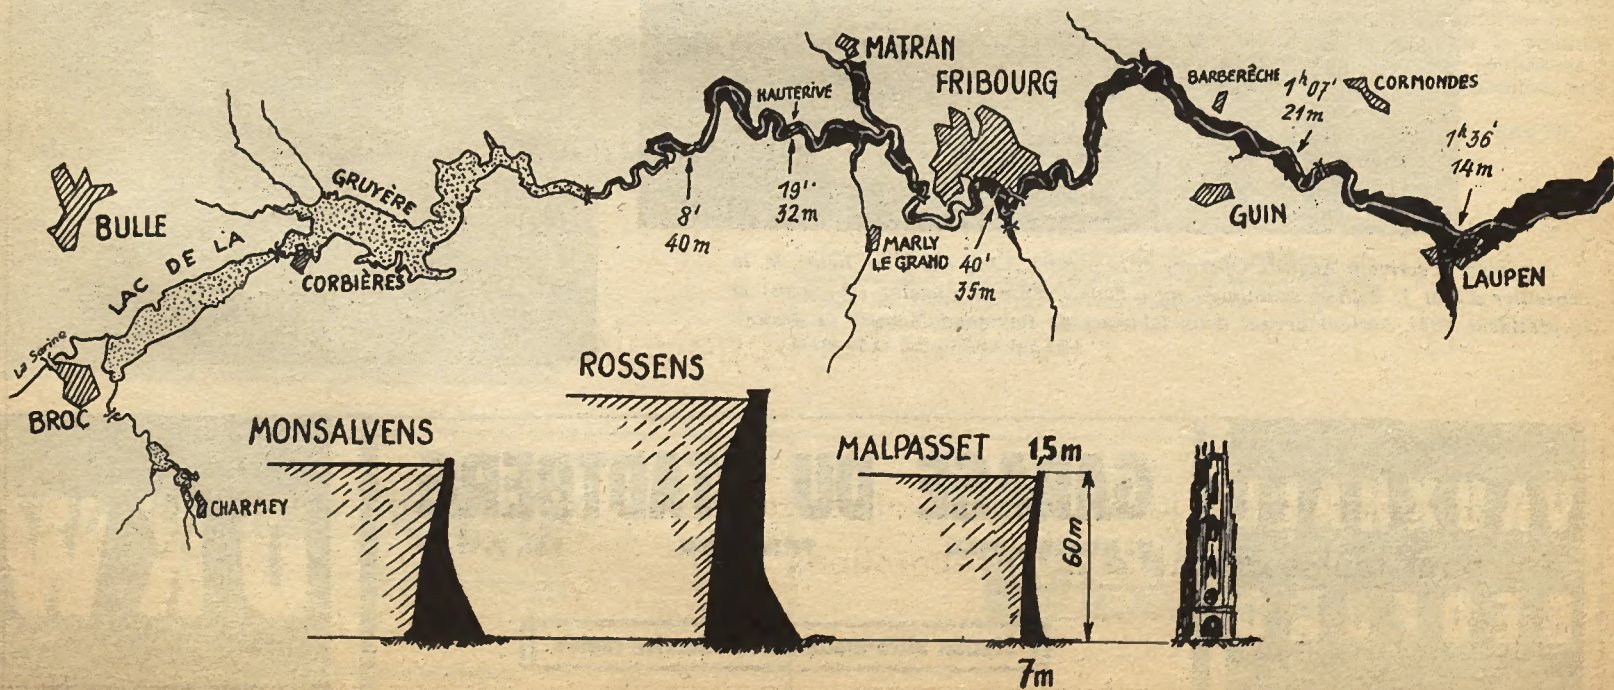 MATRAN
FRIBOURG
HAUTERIVE
BARBERÊCHE
1h07'
21m
CORMONDES
1h36'
14m
GRUYÈRE
BULLE
LAC DE LA
CORBIÈRES
8'
40m
19'
32m
MARLY
LE GRAND
40'
35m
GUIN
LAUPEN
La Sarine
BROC
CHARMEY
MONSALVENS
ROSSENS
MALPASSET
1,5m
60m
7m